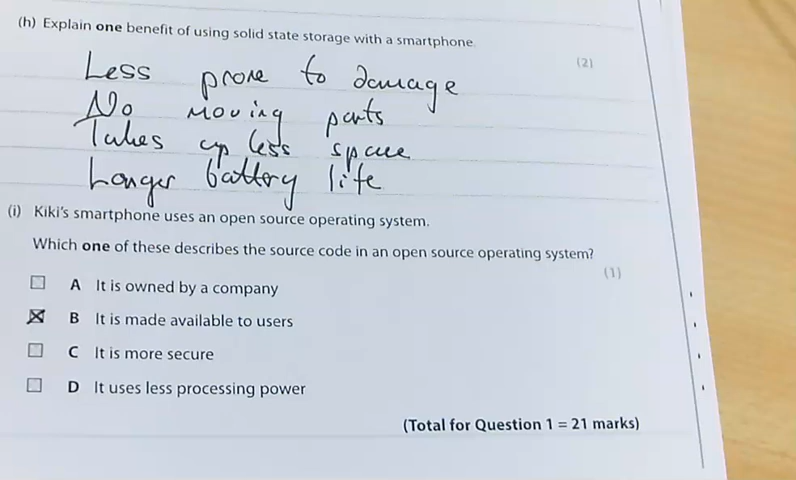 (h) Explain one benefit of using solid state storage with a smartphone.
(2)
Less prone to damage
No moving parts
Takes up less space
Longer battery life
(i) Kiki's smartphone uses an open source operating system.
Which one of these describes the source code in an open source operating system?
(1)
A It is owned by a company
B It is made available to users
C It is more secure
D It uses less processing power
(Total for Question 1 = 21 marks)